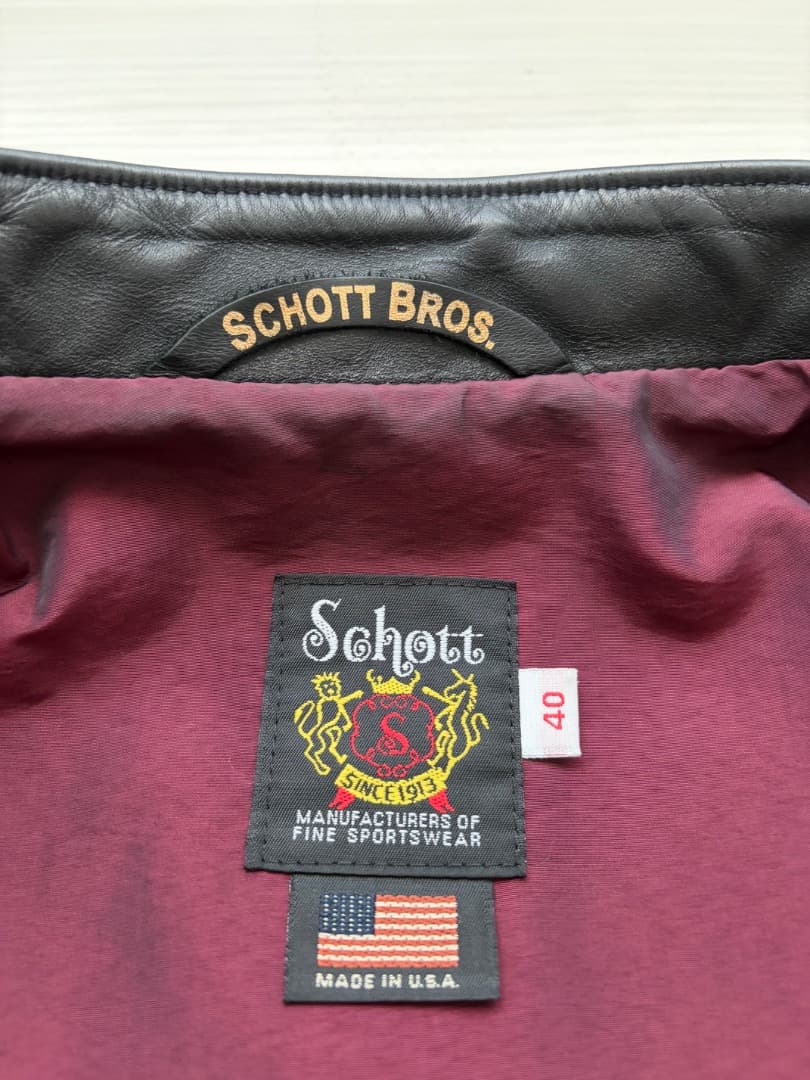 SCHOTT BROS.
Schott
40
S
SINCE 1913
MANUFACTURERS OF
FINE SPORTSWEAR
MADE IN U.S.A.